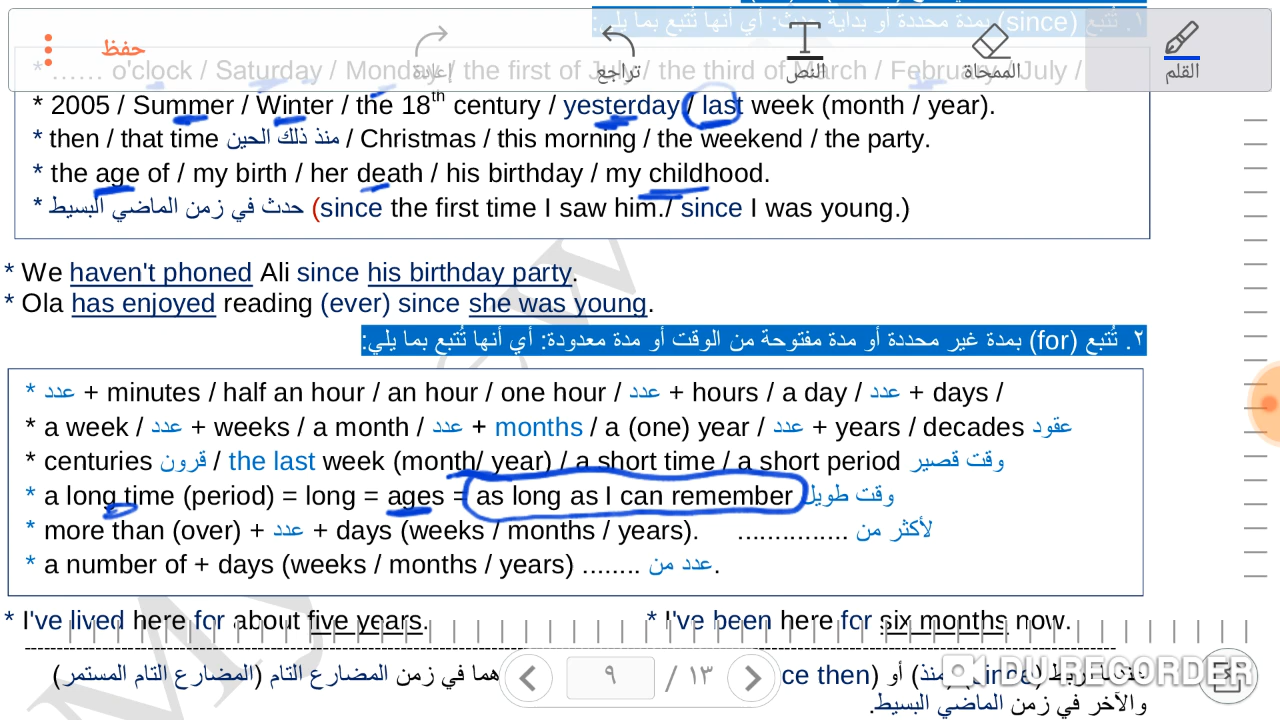 ١. تُتبع (since) بمدة محددة أو بداية حدث: أي أنها تُتبع بما يلي:
حفظ
إعادة
تراجع
النص
الممحاة
القلم
* …… o'clock / Saturday / Monday / the first of July / the third of March / February / July /
* 2005 / Summer / Winter / the 18th century / yesterday / last week (month / year).
* then / that time منذ ذلك الحين / Christmas / this morning / the weekend / the party.
* the age of / my birth / her death / his birthday / my childhood.
* حدث في زمن الماضي البسيط (since the first time I saw him./ since I was young.)
* We haven't phoned Ali since his birthday party.
* Ola has enjoyed reading (ever) since she was young.
٢. تُتبع (for) بمدة غير محددة أو مدة مفتوحة من الوقت أو مدة معدودة: أي أنها تُتبع بما يلي:
* عدد + minutes / half an hour / an hour / one hour / عدد + hours / a day / عدد + days /
* a week / عدد + weeks / a month / عدد + months / a (one) year / عدد + years / decades عقود
* centuries قرون / the last week (month/ year) / a short time / a short period وقت قصير
* a long time (period) = long = ages = as long as I can remember وقت طويل
* more than (over) + عدد + days (weeks / months / years). ............... لأكثر من
* a number of + days (weeks / months / years) ........ عدد من.
* I've lived here for about five years. * I've been here for six months now.
(منذ) أو (ce then هما في زمن المضارع التام (المضارع التام المستمر)
والآخر في زمن الماضي البسيط.
٩ / ١٣
DU RECORDER